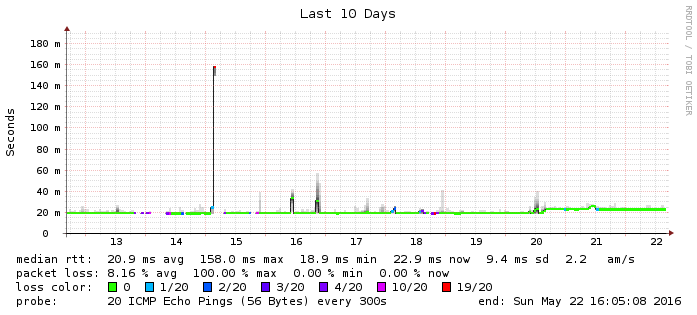 Last 10 Days
RRDTOOL / TOBI OETIKER
Seconds
180 m
160 m
140 m
120 m
100 m
80 m
60 m
40 m
20 m
0
13 14 15 16 17 18 19 20 21 22
median rtt: 20.9 ms avg 158.0 ms max 18.9 ms min 22.9 ms now 9.4 ms sd 2.2 am/s
packet loss: 8.16 % avg 100.00 % max 0.00 % min 0.00 % now
loss color: 0 1/20 2/20 3/20 4/20 10/20 19/20
probe: 20 ICMP Echo Pings (56 Bytes) every 300s end: Sun May 22 16:05:08 2016